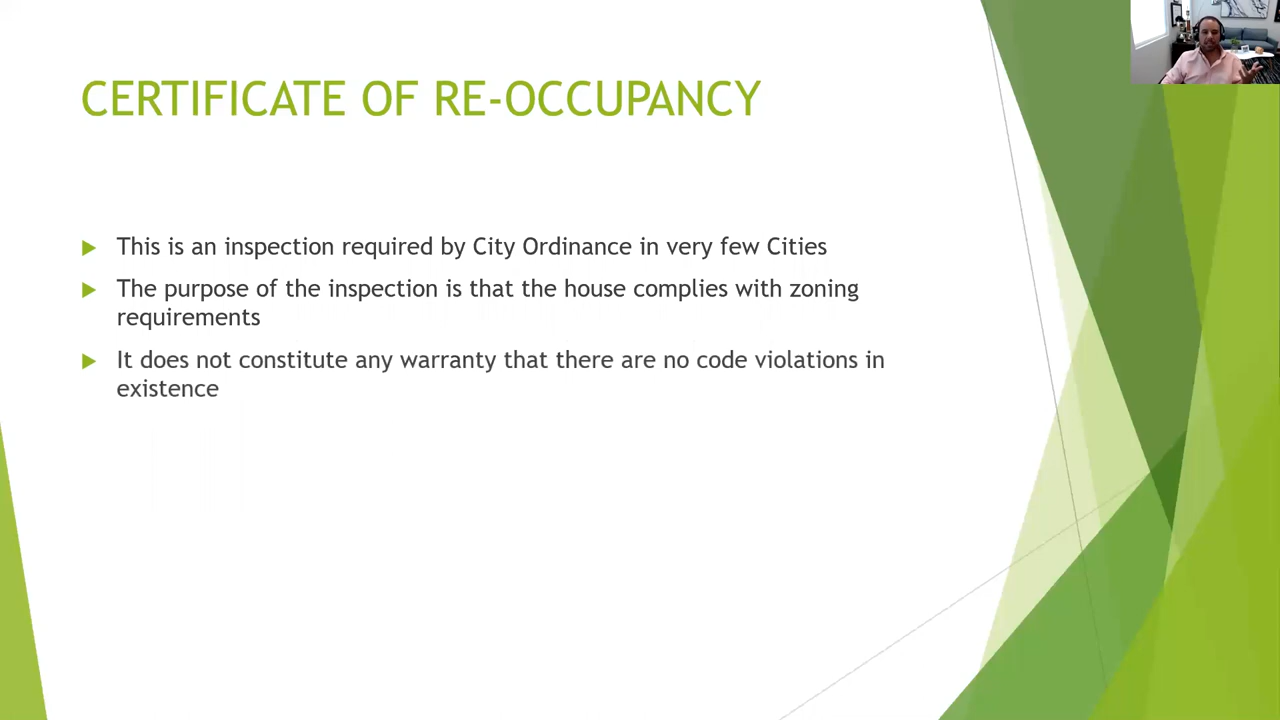 CERTIFICATE OF RE-OCCUPANCY
This is an inspection required by City Ordinance in very few Cities
The purpose of the inspection is that the house complies with zoning
requirements
It does not constitute any warranty that there are no code violations in
existence